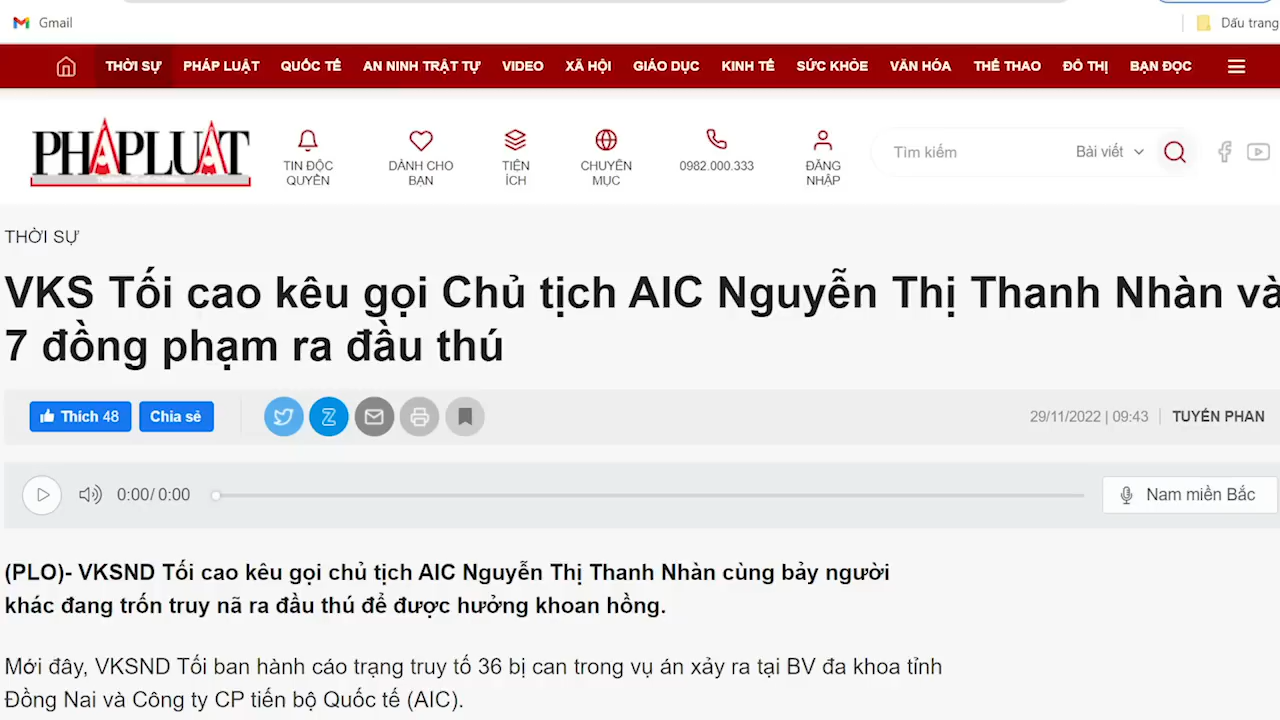 Gmail
Dấu trang
THỜI SỰ PHÁP LUẬT QUỐC TẾ AN NINH TRẬT TỰ VIDEO XÃ HỘI GIÁO DỤC KINH TẾ SỨC KHỎE VĂN HÓA THỂ THAO ĐÔ THỊ BẠN ĐỌC
PHÁP LUẬT
TIN ĐỘC QUYỀN
DÀNH CHO BẠN
TIỆN ÍCH
CHUYÊN MỤC
0982.000.333
ĐĂNG NHẬP
Tìm kiếm
Bài viết
THỜI SỰ
VKS Tối cao kêu gọi Chủ tịch AIC Nguyễn Thị Thanh Nhàn và
7 đồng phạm ra đầu thú
Thích 48
Chia sẻ
29/11/2022 | 09:43
TUYẾN PHAN
0:00/ 0:00
Nam miền Bắc
(PLO)- VKSND Tối cao kêu gọi chủ tịch AIC Nguyễn Thị Thanh Nhàn cùng bảy người
khác đang trốn truy nã ra đầu thú để được hưởng khoan hồng.
Mới đây, VKSND Tối ban hành cáo trạng truy tố 36 bị can trong vụ án xảy ra tại BV đa khoa tỉnh
Đồng Nai và Công ty CP tiến bộ Quốc tế (AIC).